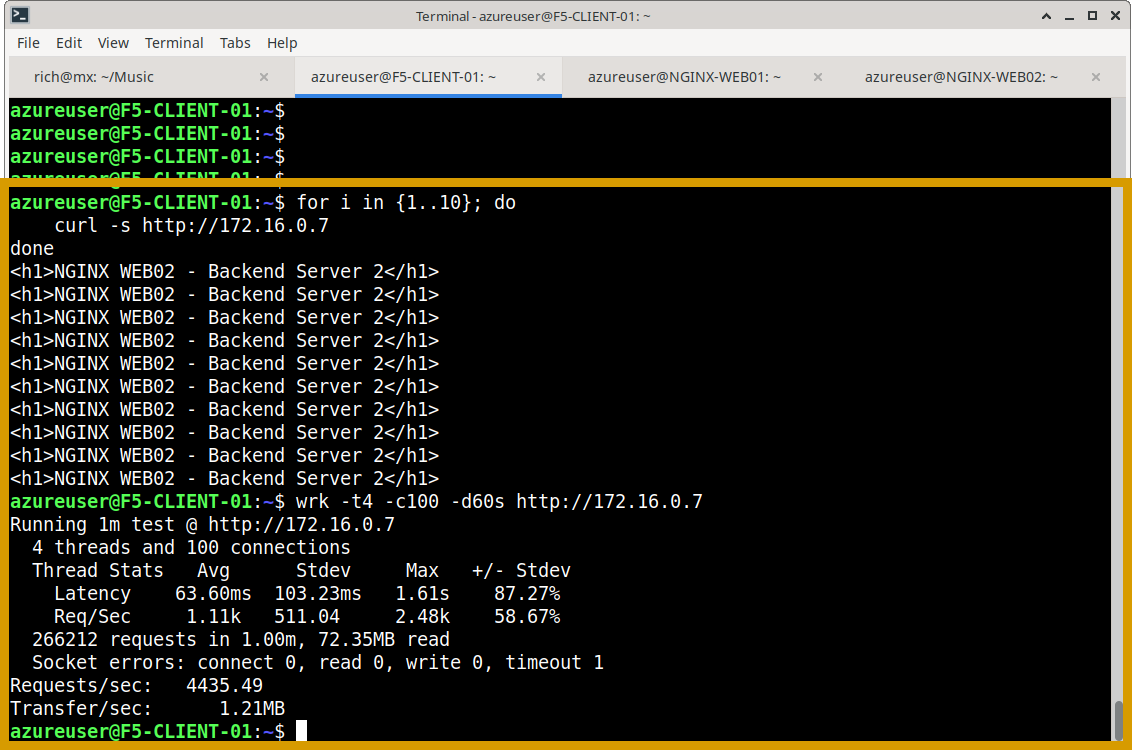 Terminal - azureuser@F5-CLIENT-01: ~
File Edit View Terminal Tabs Help
rich@mx: ~/Music azureuser@F5-CLIENT-01: ~ azureuser@NGINX-WEB01: ~ azureuser@NGINX-WEB02: ~
azureuser@F5-CLIENT-01:~$
azureuser@F5-CLIENT-01:~$
azureuser@F5-CLIENT-01:~$
azureuser@F5-CLIENT-01:~$
azureuser@F5-CLIENT-01:~$ for i in {1..10}; do
    curl -s http://172.16.0.7
done
<h1>NGINX WEB02 - Backend Server 2</h1>
<h1>NGINX WEB02 - Backend Server 2</h1>
<h1>NGINX WEB02 - Backend Server 2</h1>
<h1>NGINX WEB02 - Backend Server 2</h1>
<h1>NGINX WEB02 - Backend Server 2</h1>
<h1>NGINX WEB02 - Backend Server 2</h1>
<h1>NGINX WEB02 - Backend Server 2</h1>
<h1>NGINX WEB02 - Backend Server 2</h1>
<h1>NGINX WEB02 - Backend Server 2</h1>
<h1>NGINX WEB02 - Backend Server 2</h1>
azureuser@F5-CLIENT-01:~$ wrk -t4 -c100 -d60s http://172.16.0.7
Running 1m test @ http://172.16.0.7
  4 threads and 100 connections
  Thread Stats   Avg      Stdev     Max   +/- Stdev
    Latency    63.60ms  103.23ms   1.61s    87.27%
    Req/Sec     1.11k   511.04     2.48k    58.67%
  266212 requests in 1.00m, 72.35MB read
  Socket errors: connect 0, read 0, write 0, timeout 1
Requests/sec:   4435.49
Transfer/sec:      1.21MB
azureuser@F5-CLIENT-01:~$